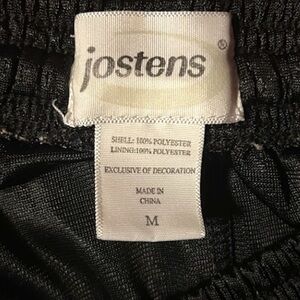 jostens®
SHELL: 100% POLYESTER
LINING:100% POLYESTER
EXCLUSIVE OF DECORATION
MADE IN
CHINA
M